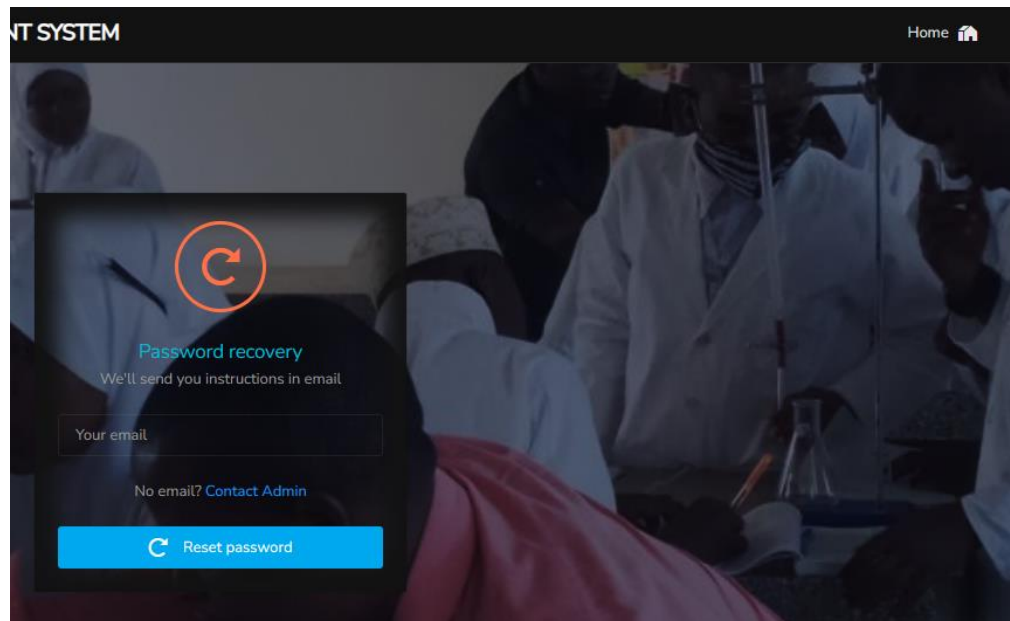 NT SYSTEM
Home
Password recovery
We'll send you instructions in email
Your email
No email? Contact Admin
Reset password